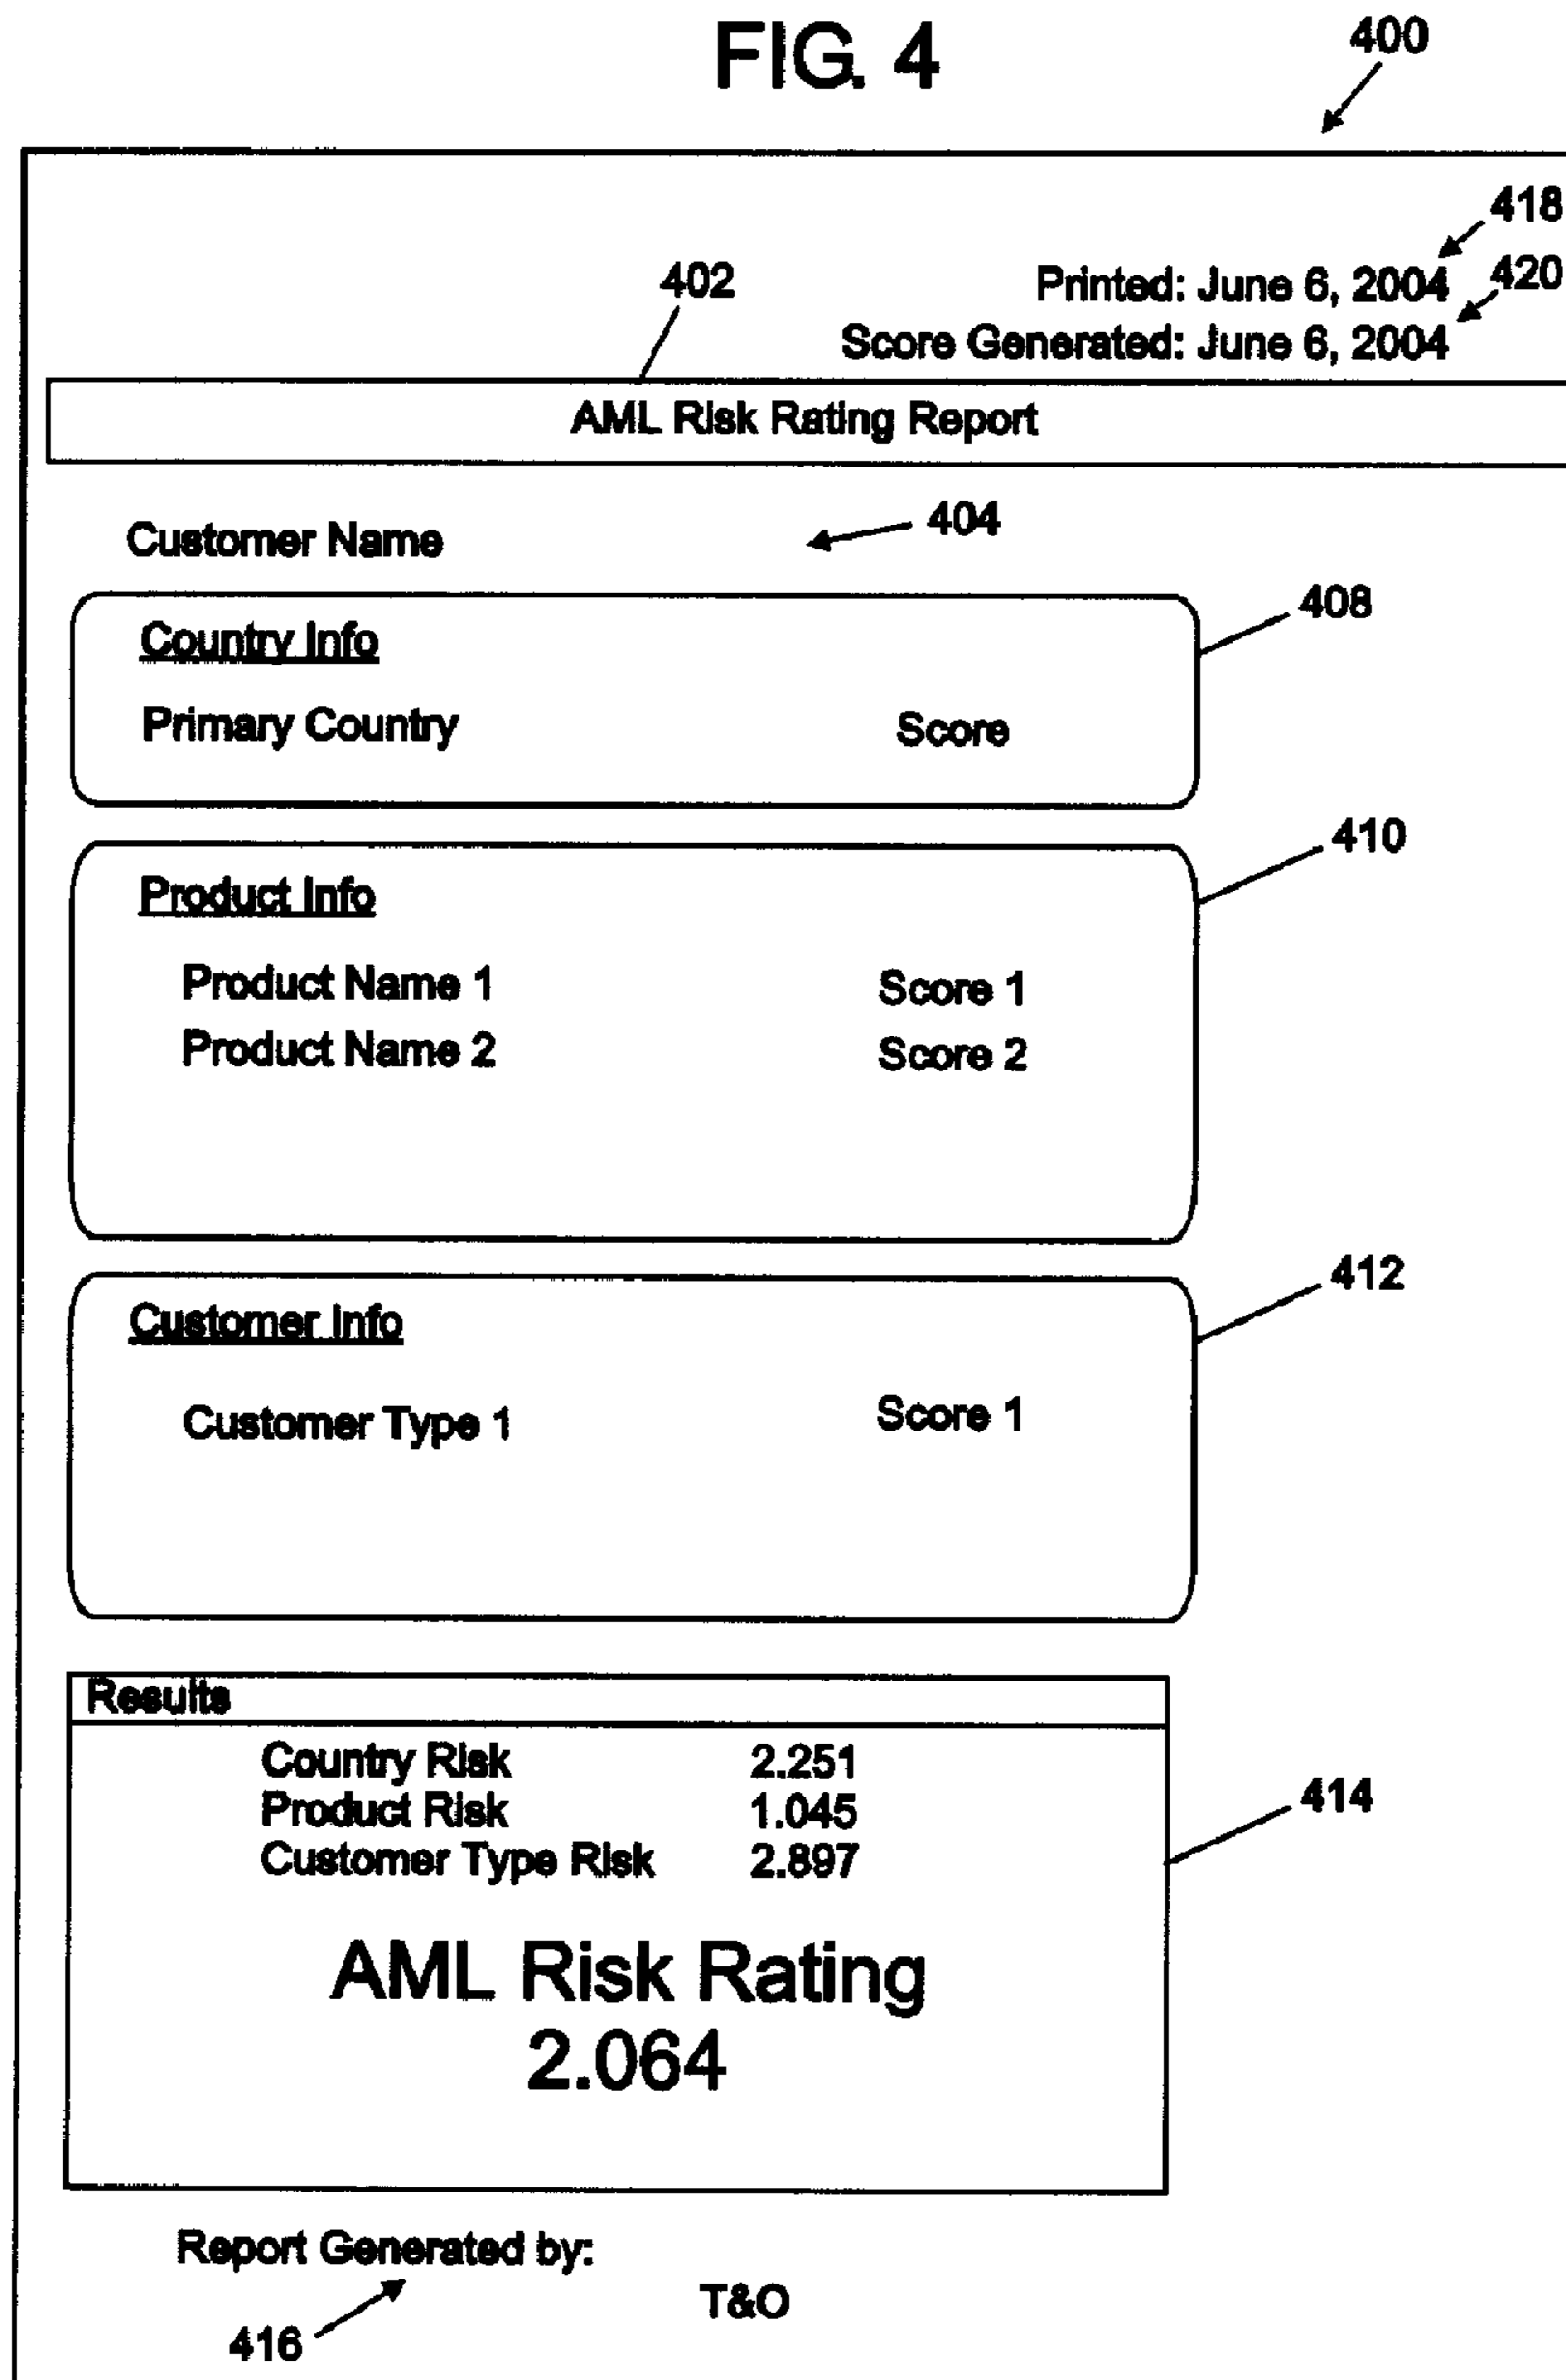 FIG. 4
400
418
402
Printed: June 6, 2004
420
Score Generated: June 6, 2004
AML Risk Rating Report
Customer Name
404
408
Country Info
Primary Country Score
410
Product Info
Product Name 1 Score 1
Product Name 2 Score 2
412
Customer Info
Customer Type 1 Score 1
Results
Country Risk 2.251
Product Risk 1.045
414
Customer Type Risk 2.897
AML Risk Rating
2.064
Report Generated by:
T&O
416